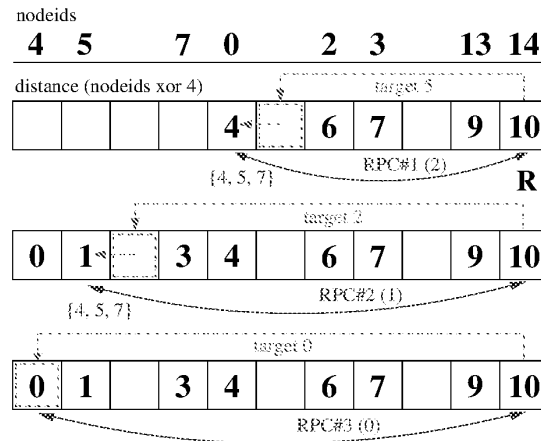 nodeids
4 5 7 0 2 3 13 14
distance (nodeids xor 4)
target 5
4 6 7 9 10
{4, 5, 7}
RPC#1 (2)
R
target 2
0 1 3 4 6 7 9 10
{4, 5, 7}
RPC#2 (1)
target 0
0 1 3 4 6 7 9 10
RPC#3 (0)